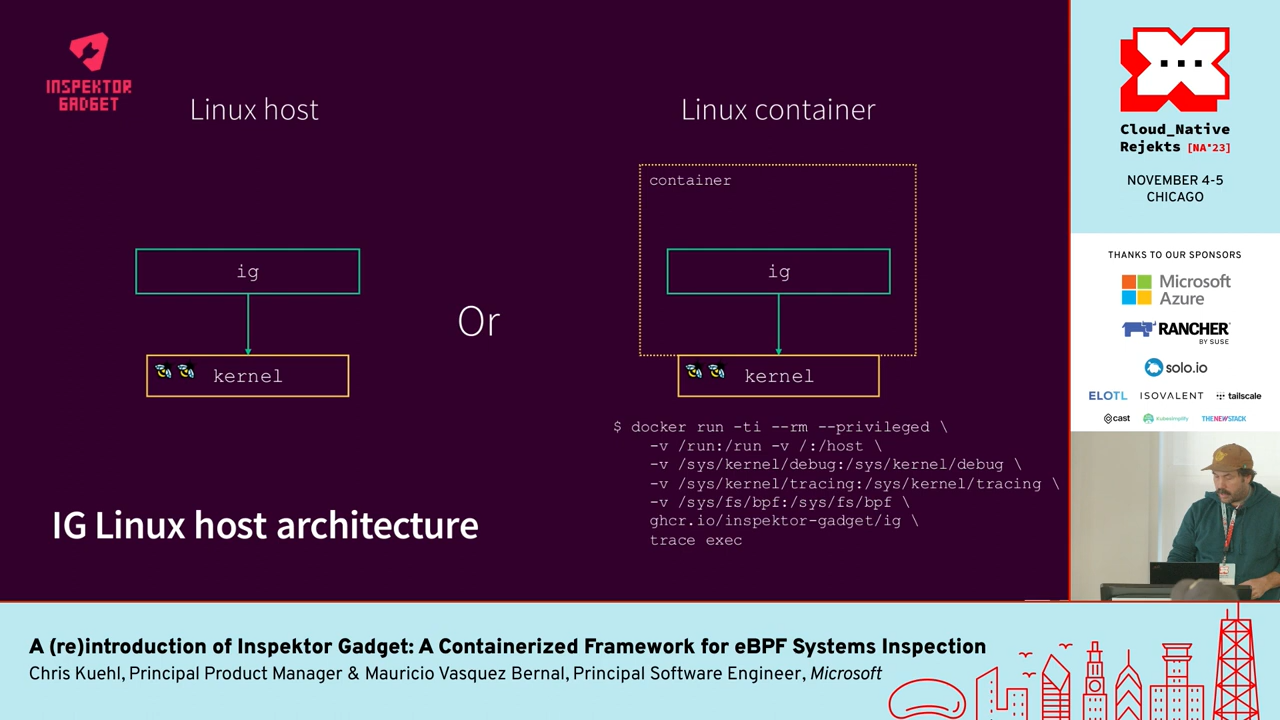 INSPEKTOR
GADGET
Linux host
Linux container
container
ig
ig
Or
kernel
kernel
$ docker run -ti --rm --privileged \
-v /run:/run -v /:/host \
-v /sys/kernel/debug:/sys/kernel/debug \
-v /sys/kernel/tracing:/sys/kernel/tracing \
-v /sys/fs/bpf:/sys/fs/bpf \
ghcr.io/inspektor-gadget/ig \
trace exec
IG Linux host architecture
Cloud_Native
Rejekts [NA'23]
NOVEMBER 4-5
CHICAGO
THANKS TO OUR SPONSORS
Microsoft
Azure
RANCHER
BY SUSE
solo.io
ELOTL ISOVALENT tailscale
cast kubesimplify THENEWSTACK
A (re)introduction of Inspektor Gadget: A Containerized Framework for eBPF Systems Inspection
Chris Kuehl, Principal Product Manager & Mauricio Vasquez Bernal, Principal Software Engineer, Microsoft